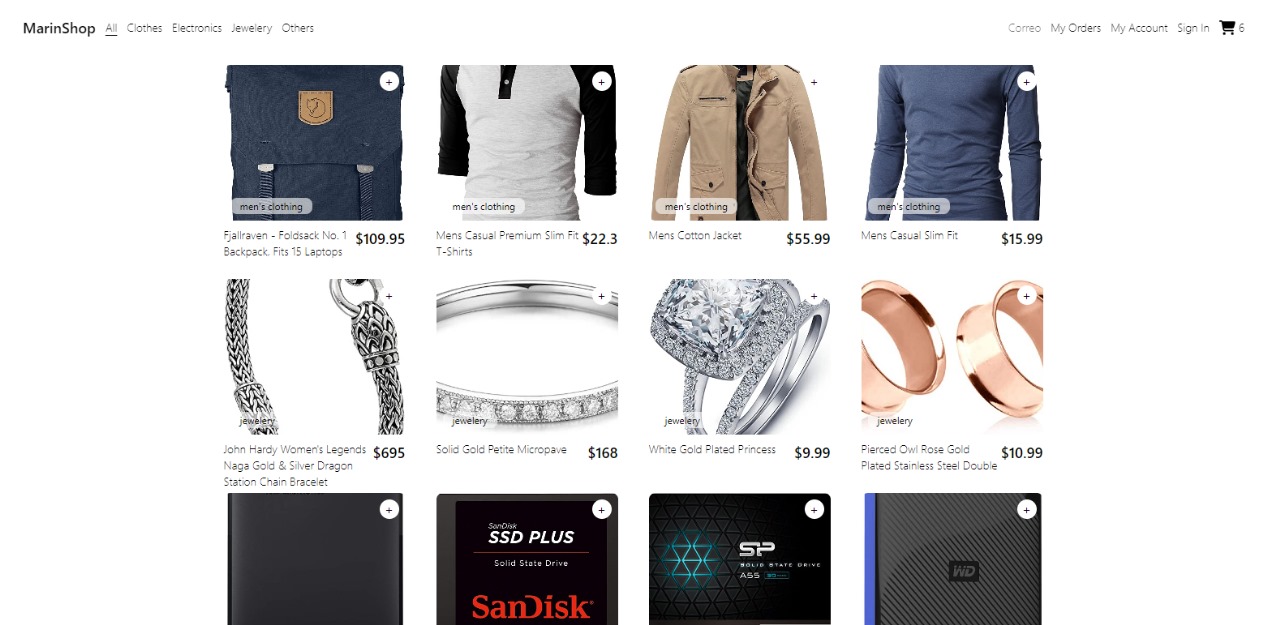 MarinShop All Clothes Electronics Jewelery Others Correo My Orders My Account Sign In 6
+ + + +
men's clothing men's clothing men's clothing men's clothing
Fjallraven - Foldsack No. 1 $109.95 Mens Casual Premium Slim Fit $22.3 Mens Cotton Jacket $55.99 Mens Casual Slim Fit $15.99
Backpack, Fits 15 Laptops T-Shirts
+ + + +
jewelery jewelery jewelery jewelery
John Hardy Women's Legends $695 Solid Gold Petite Micropave $168 White Gold Plated Princess $9.99 Pierced Owl Rose Gold $10.99
Naga Gold & Silver Dragon Plated Stainless Steel Double
Station Chain Bracelet
+ + + +
SanDisk
SSD PLUS
Solid State Drive
SanDisk
SP
SOLID STATE DRIVE
A55
WD